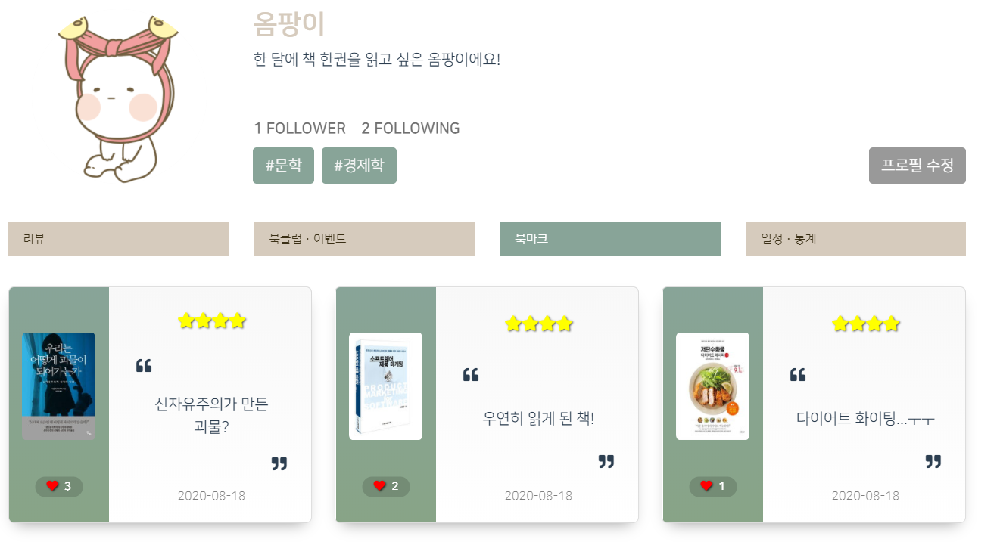 옴팡이
한 달에 책 한권을 읽고 싶은 옴팡이에요!
1 FOLLOWER 2 FOLLOWING
#문학 #경제학
프로필 수정
리뷰
북클럽 · 이벤트
북마크
일정 · 통계
우리는
어떻게 괴물이
되어가는가
3
“
신자유주의가 만든
괴물?
”
2020-08-18
소프트웨어
제품 마케팅
PRODUCT
MARKETING
FOR
SOFTWARE
2
“
우연히 읽게 된 책!
”
2020-08-18
저탄수화물
다이어트 레시피
1
“
다이어트 화이팅...ㅜㅜ
”
2020-08-18